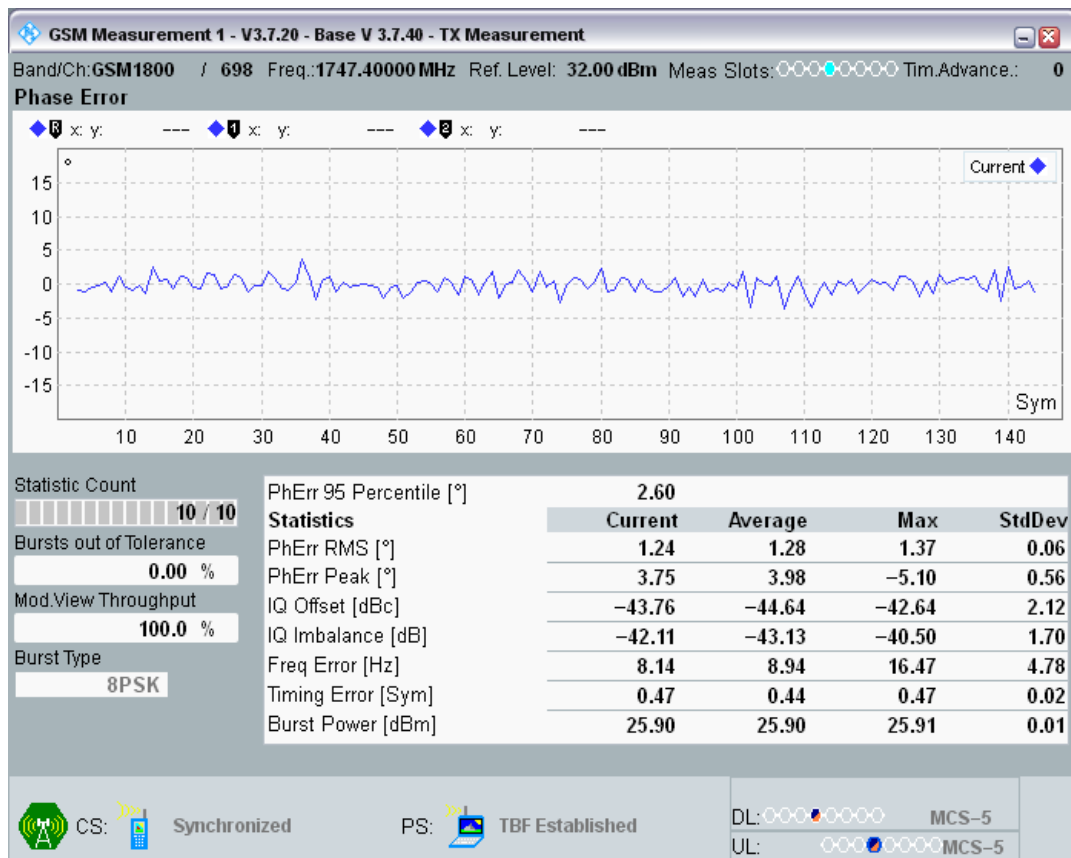 GSM Measurement 1 - V3.7.20 - Base V 3.7.40 - TX Measurement
Band/Ch:GSM1800 / 698 Freq.:1747.40000 MHz Ref. Level: 32.00 dBm Meas Slots: Tim.Advance.: 0
Phase Error
R x: y: --- 1 x: y: --- 2 x: y: ---
° Current
15
10
5
0
-5
-10
-15
Sym
10 20 30 40 50 60 70 80 90 100 110 120 130 140
Statistic Count
10 / 10
Bursts out of Tolerance
0.00 %
Mod.View Throughput
100.0 %
Burst Type
8PSK
PhErr 95 Percentile [°] 2.60
Statistics Current Average Max StdDev
PhErr RMS [°] 1.24 1.28 1.37 0.06
PhErr Peak [°] 3.75 3.98 −5.10 0.56
IQ Offset [dBc] −43.76 −44.64 −42.64 2.12
IQ Imbalance [dB] −42.11 −43.13 −40.50 1.70
Freq Error [Hz] 8.14 8.94 16.47 4.78
Timing Error [Sym] 0.47 0.44 0.47 0.02
Burst Power [dBm] 25.90 25.90 25.91 0.01
CS: Synchronized PS: TBF Established
DL: MCS−5
UL: MCS−5